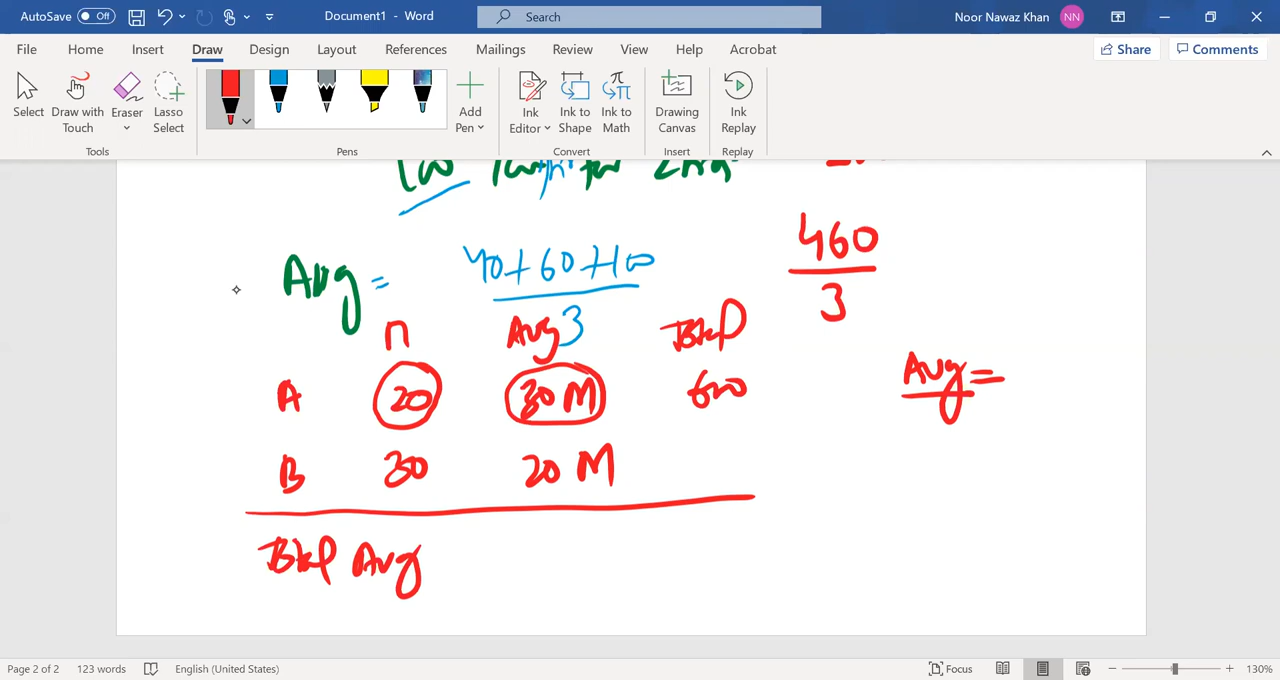 AutoSave Off Document1 - Word Search Noor Nawaz Khan NN
File Home Insert Draw Design Layout References Mailings Review View Help Acrobat Share Comments
Select Draw with Touch Eraser Lasso Select Add Pen Ink Editor Ink to Shape Ink to Math Drawing Canvas Ink Replay
Tools Pens Convert Insert Replay
460
3
Avg = 40+60+10
3
n Avg
A 20 30 M 600
B 30 20 M
Avg
Avg =
Page 2 of 2 123 words English (United States) Focus 130%